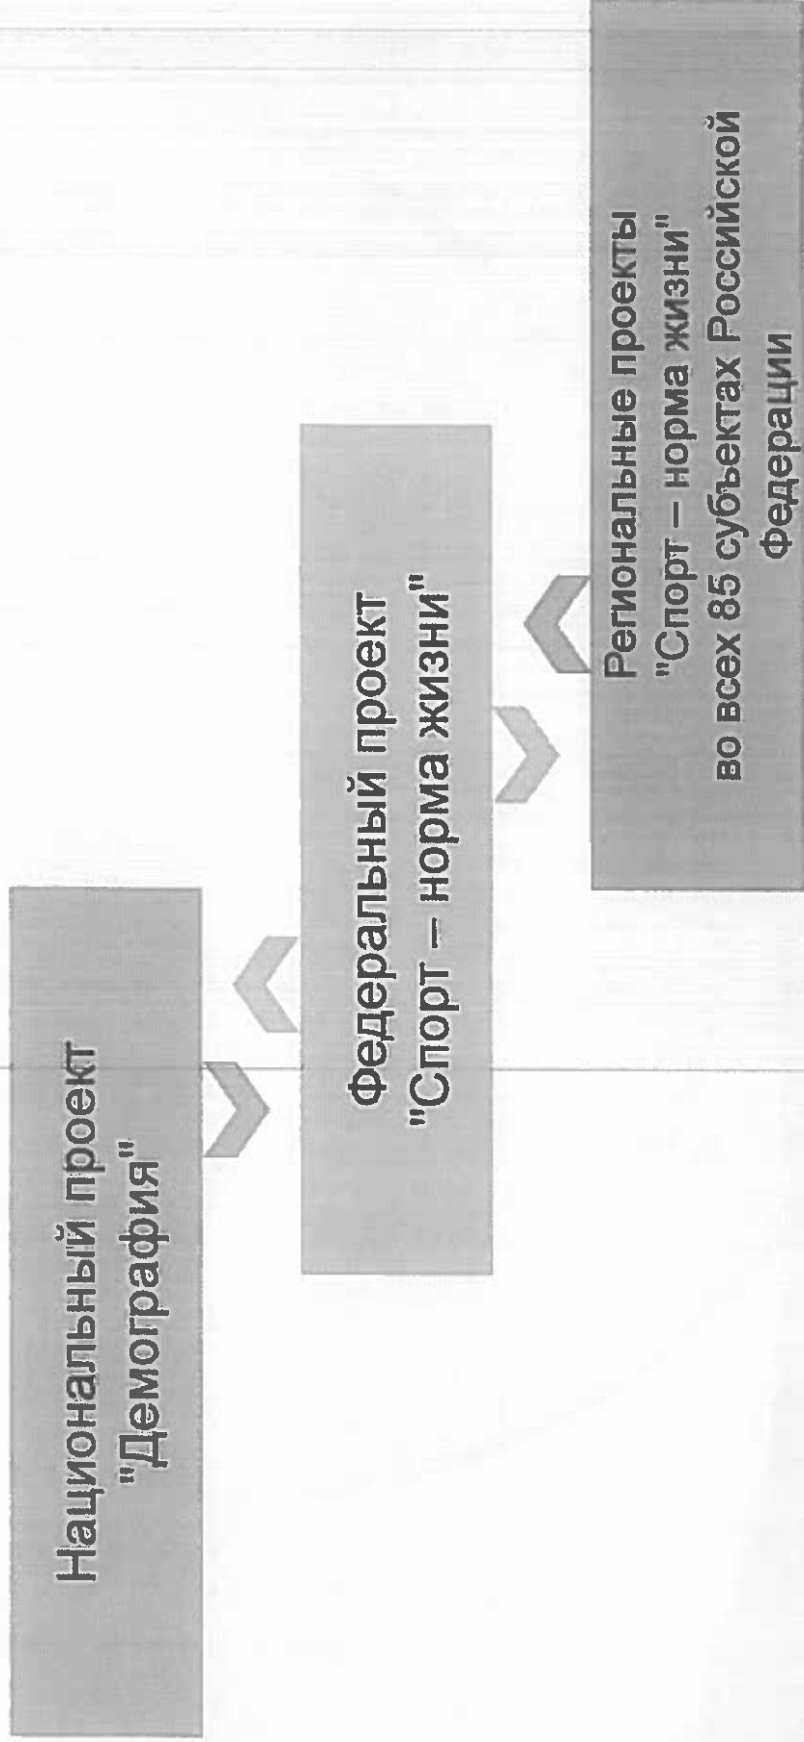 Национальный проект
"Демография"
Федеральный проект
"Спорт – норма жизни"
Региональные проекты
"Спорт – норма жизни"
во всех 85 субъектах Российской
Федерации